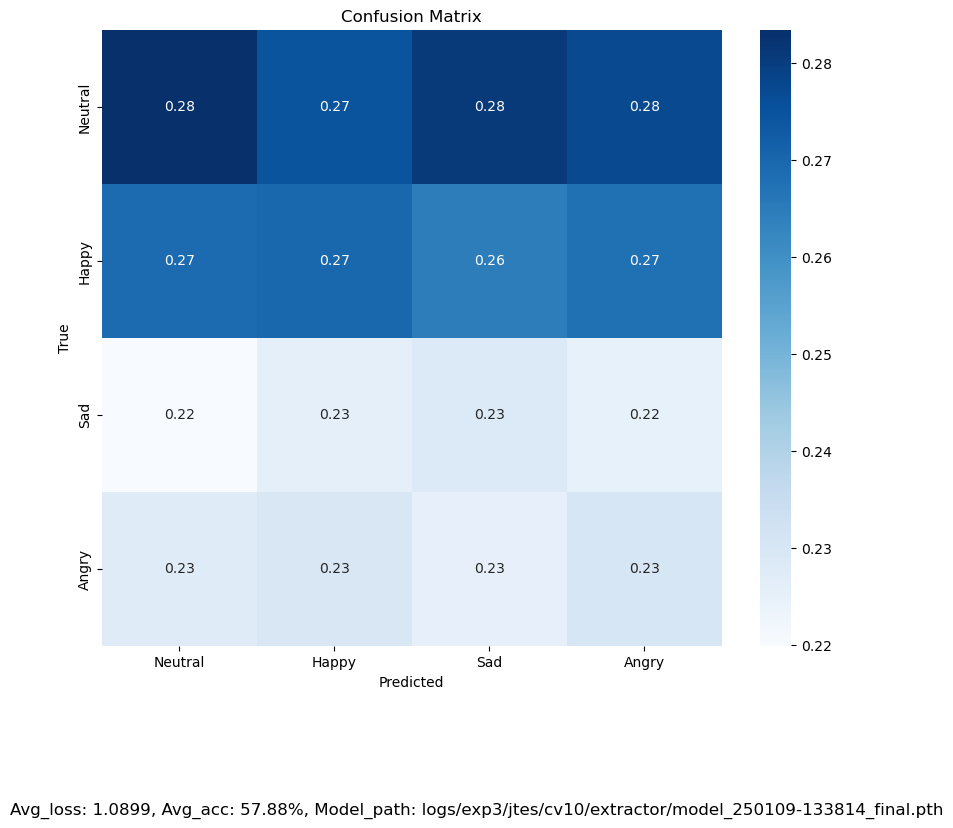 Confusion Matrix
Neutral 0.28 0.27 0.28 0.28
Happy 0.27 0.27 0.26 0.27
Sad 0.22 0.23 0.23 0.22
Angry 0.23 0.23 0.23 0.23
True
Neutral Happy Sad Angry
Predicted
0.28
0.27
0.26
0.25
0.24
0.23
0.22
Avg_loss: 1.0899, Avg_acc: 57.88%, Model_path: logs/exp3/jtes/cv10/extractor/model_250109-133814_final.pth